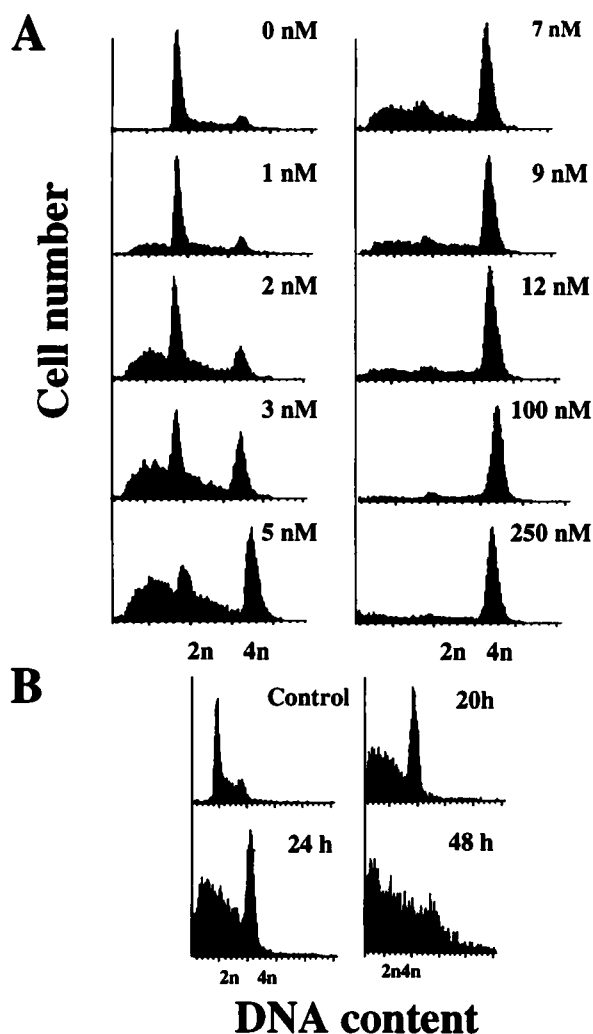 A
0 nM
7 nM
1 nM
9 nM
2 nM
12 nM
3 nM
100 nM
5 nM
250 nM
Cell number
2n 4n
2n 4n
B
Control
20h
24 h
48 h
2n 4n
2n4n
DNA content